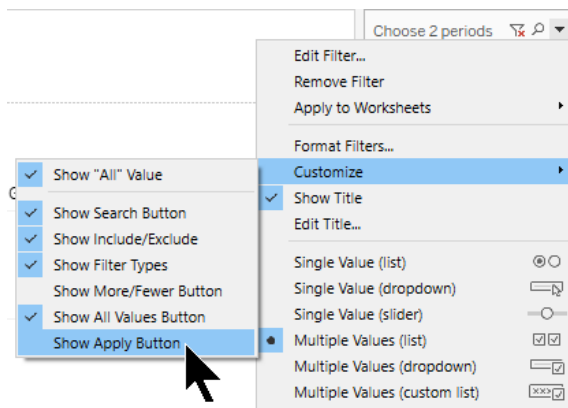 Choose 2 periods
Edit Filter...
Remove Filter
Apply to Worksheets
Format Filters...
Customize
Show Title
Edit Title...
Single Value (list)
Single Value (dropdown)
Single Value (slider)
Multiple Values (list)
Multiple Values (dropdown)
Multiple Values (custom list)
Show "All" Value
Show Search Button
Show Include/Exclude
Show Filter Types
Show More/Fewer Button
Show All Values Button
Show Apply Button